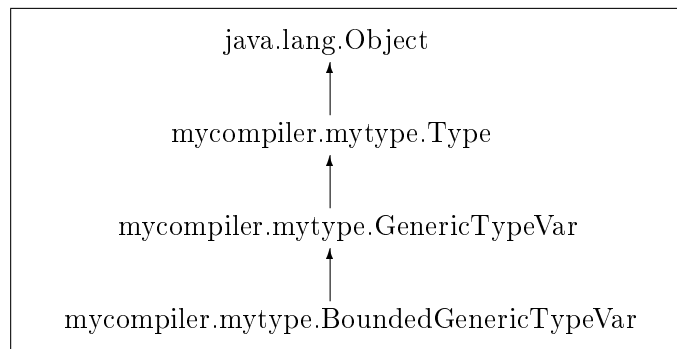 java.lang.Object
mycompiler.mytype.Type
mycompiler.mytype.GenericTypeVar
mycompiler.mytype.BoundedGenericTypeVar